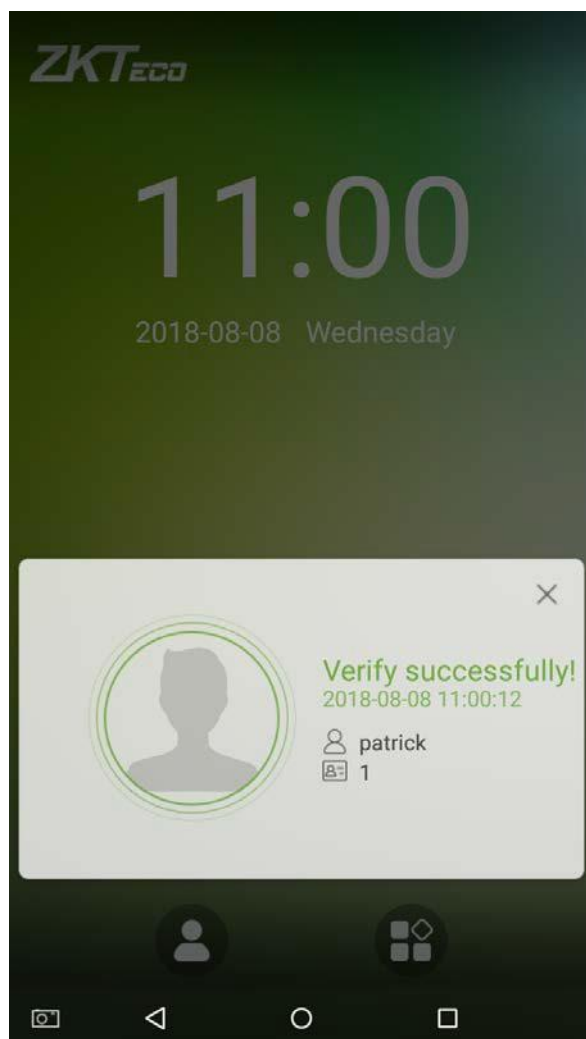 ZKTECO
11:00
2018-08-08 Wednesday
Verify successfully!
2018-08-08 11:00:12
patrick
1